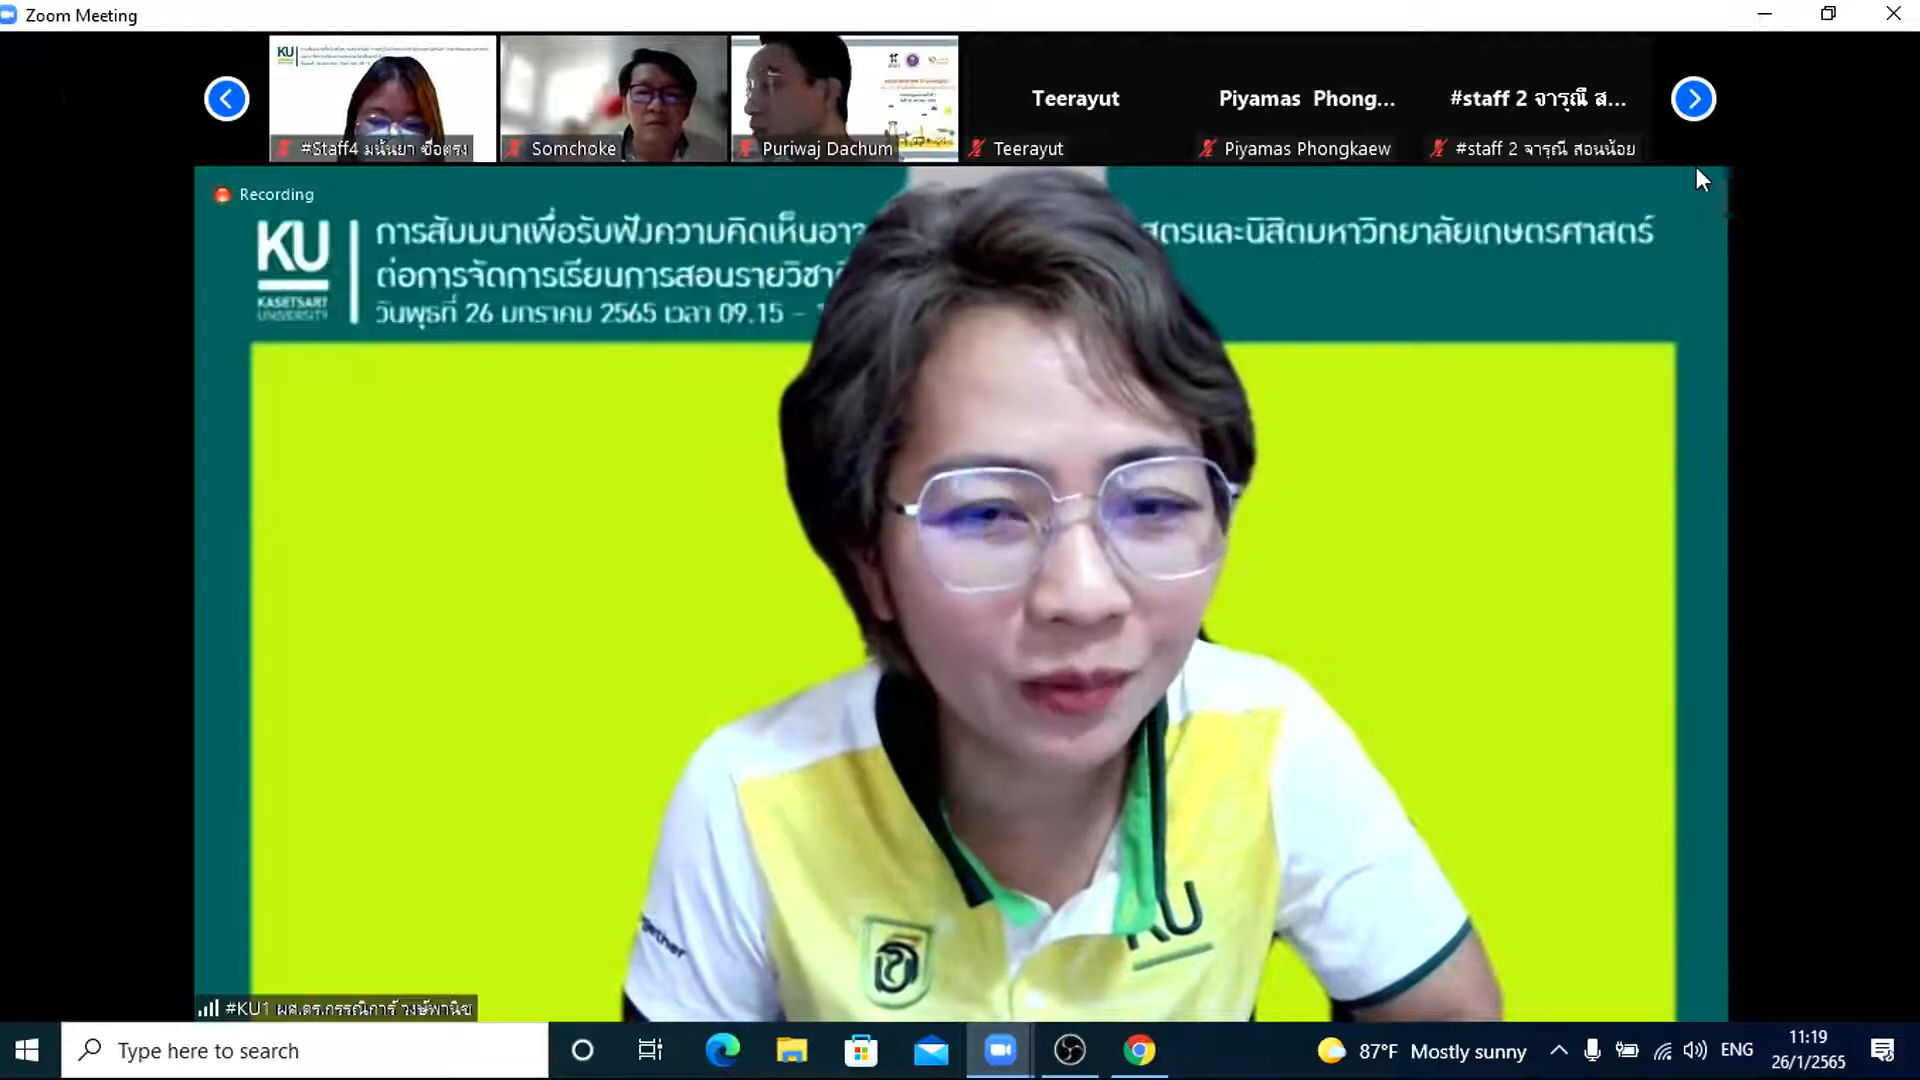 Zoom Meeting
KU
#Staff4 มนันยา ซื่อตรง
Somchoke
Puriwaj Dachum
Teerayut
Teerayut
Piyamas Phong...
Piyamas Phongkaew
#staff 2 จารุณี ส...
#staff 2 จารุณี สอนน้อย
Recording
KU
KASETSART
UNIVERSITY
การสัมมนาเพื่อรับฟังความคิดเห็นอาจ
สตรและนิสิตมหาวิทยาลัยเกษตรศาสตร์
ต่อการจัดการเรียนการสอนรายวิชา
วันพุธที่ 26 มกราคม 2565 เวลา 09.15 -
KU
#KU1 ผศ.ดร.กรรณิการ์ วงษ์พานิช
Type here to search
87°F Mostly sunny
ENG
11:19
26/1/2565